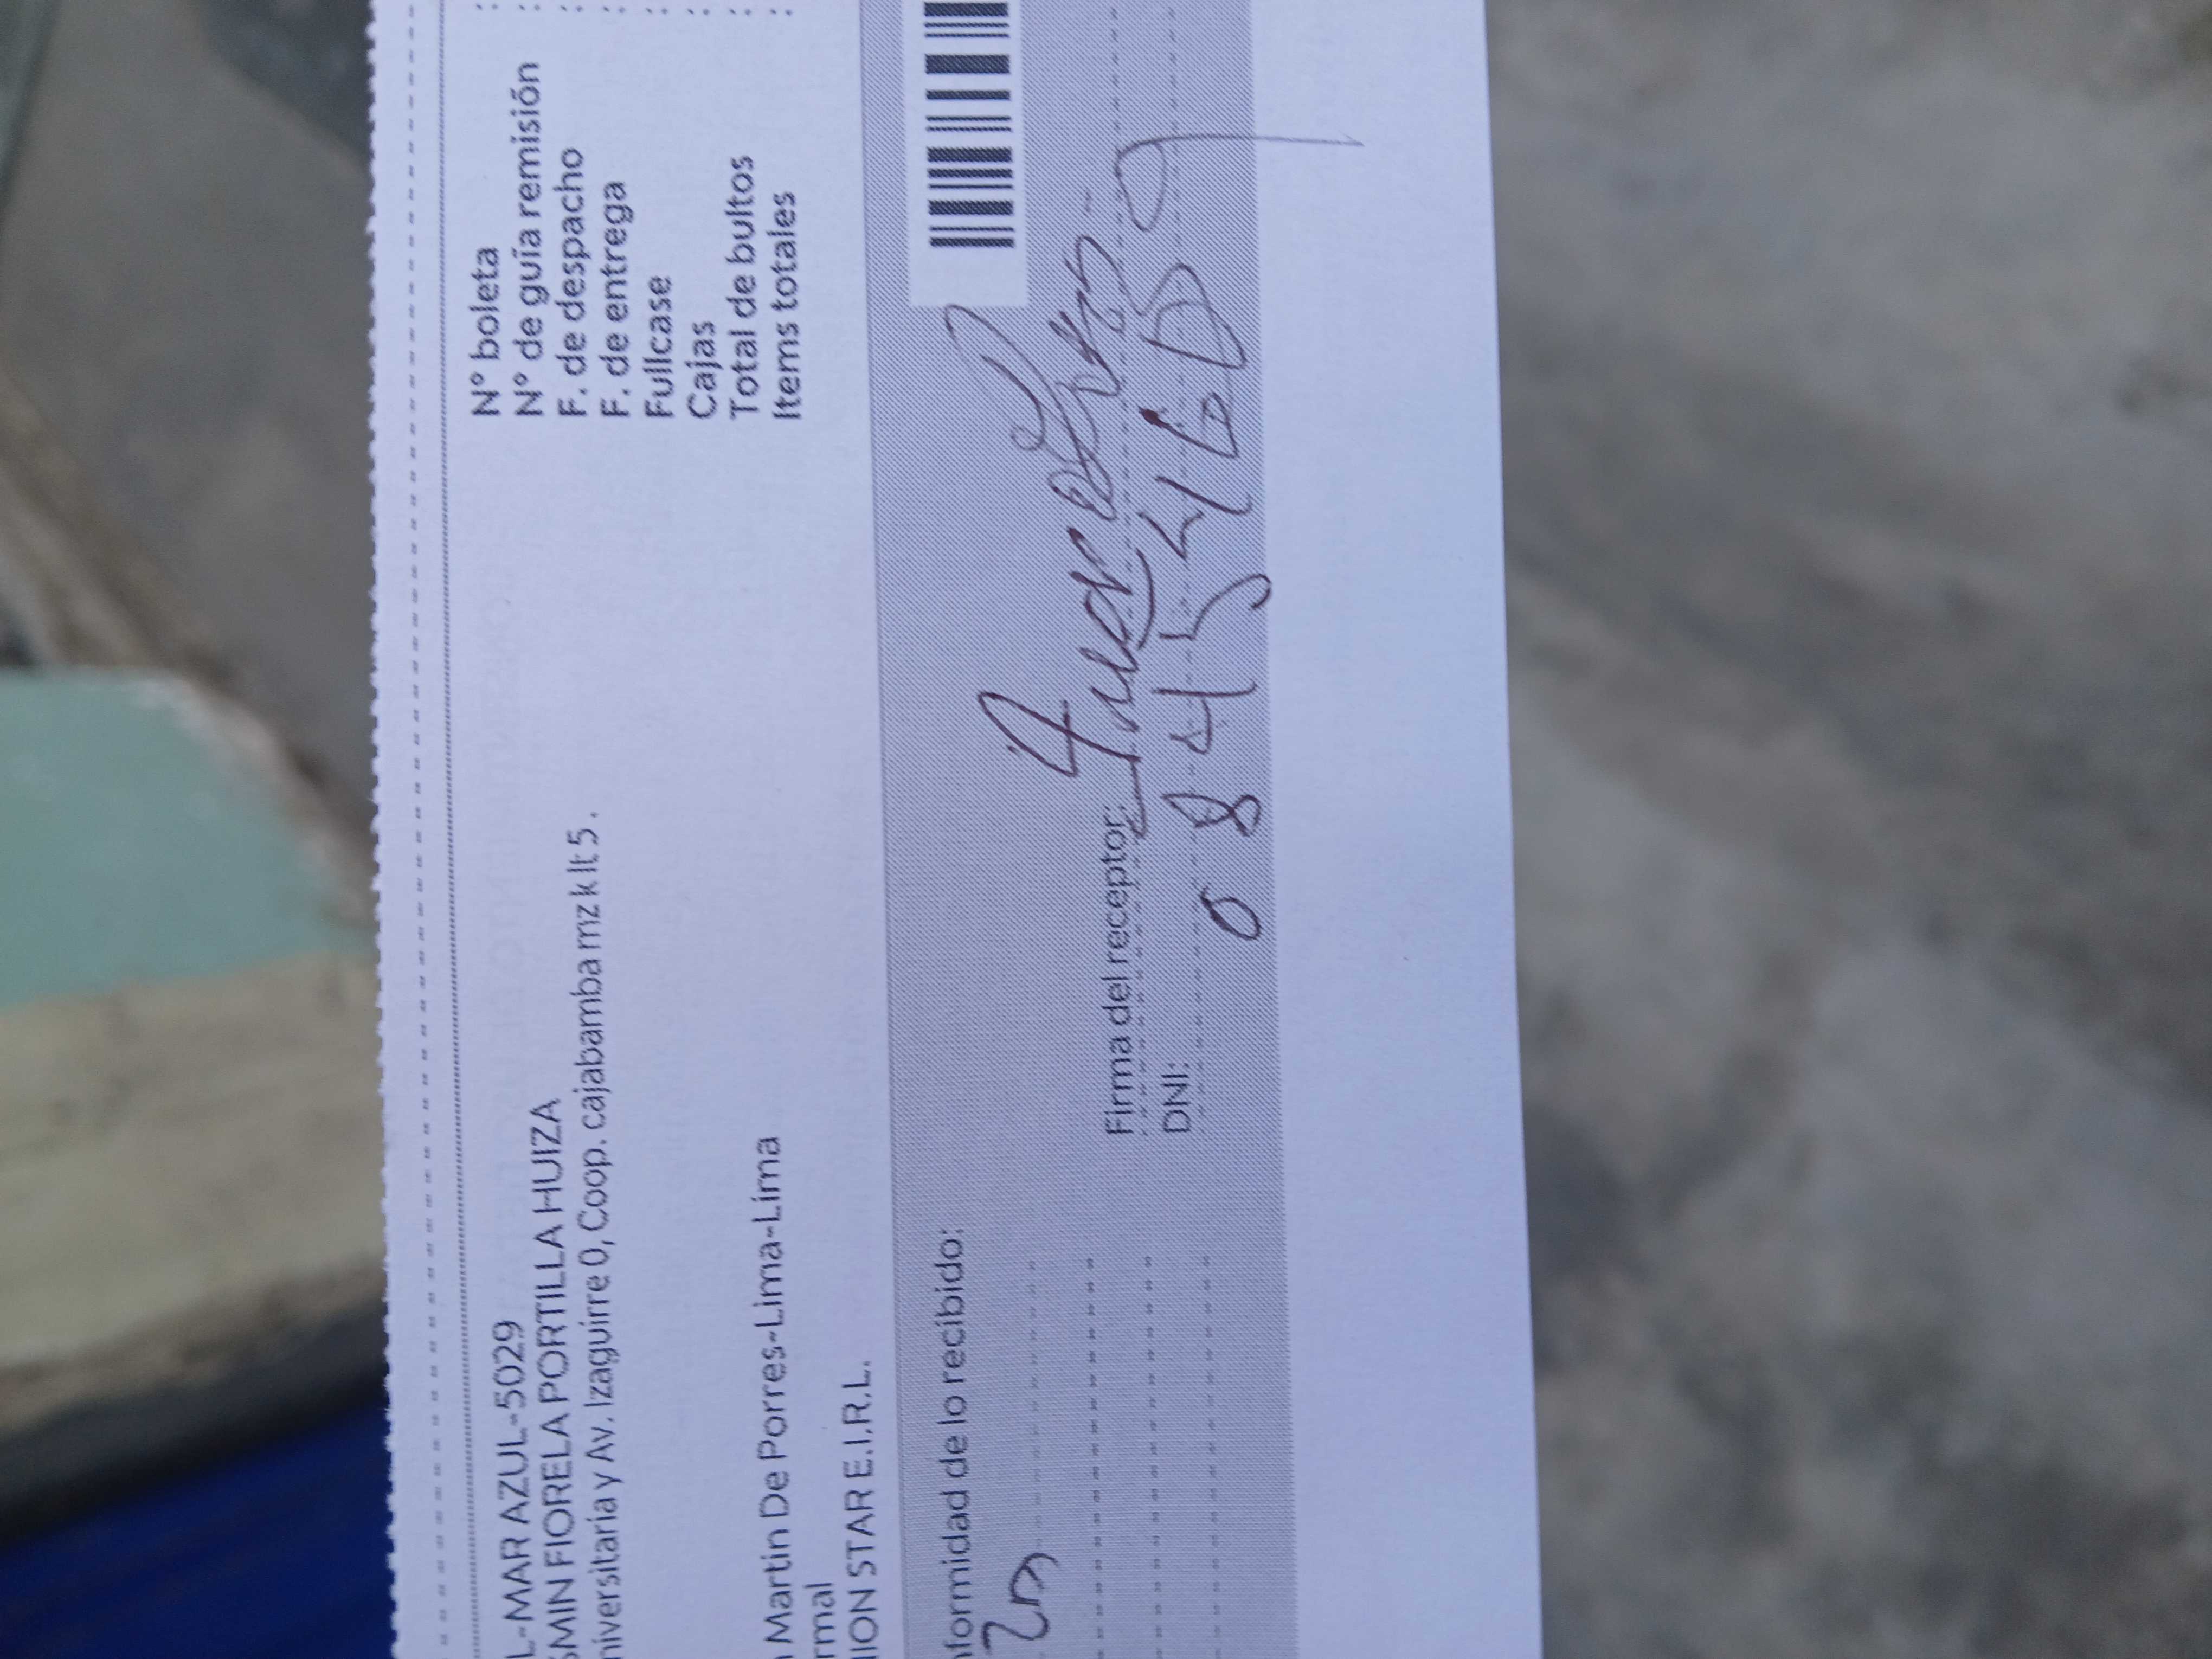 L-MAR AZUL-5029
SMIN FIORELA PORTILLA HUIZA
niversitaria y Av. Izaguirre 0, Coop. cajabamba mz k lt 5 .
Martin De Porres-Lima-Lima
rmal
ION STAR E.I.R.L.
N° boleta :
N° de guía remisión :
F. de despacho :
F. de entrega :
Fullcase :
Cajas :
Total de bultos :
Items totales :
nformidad de lo recibido:
Firma del receptor:
DNI: